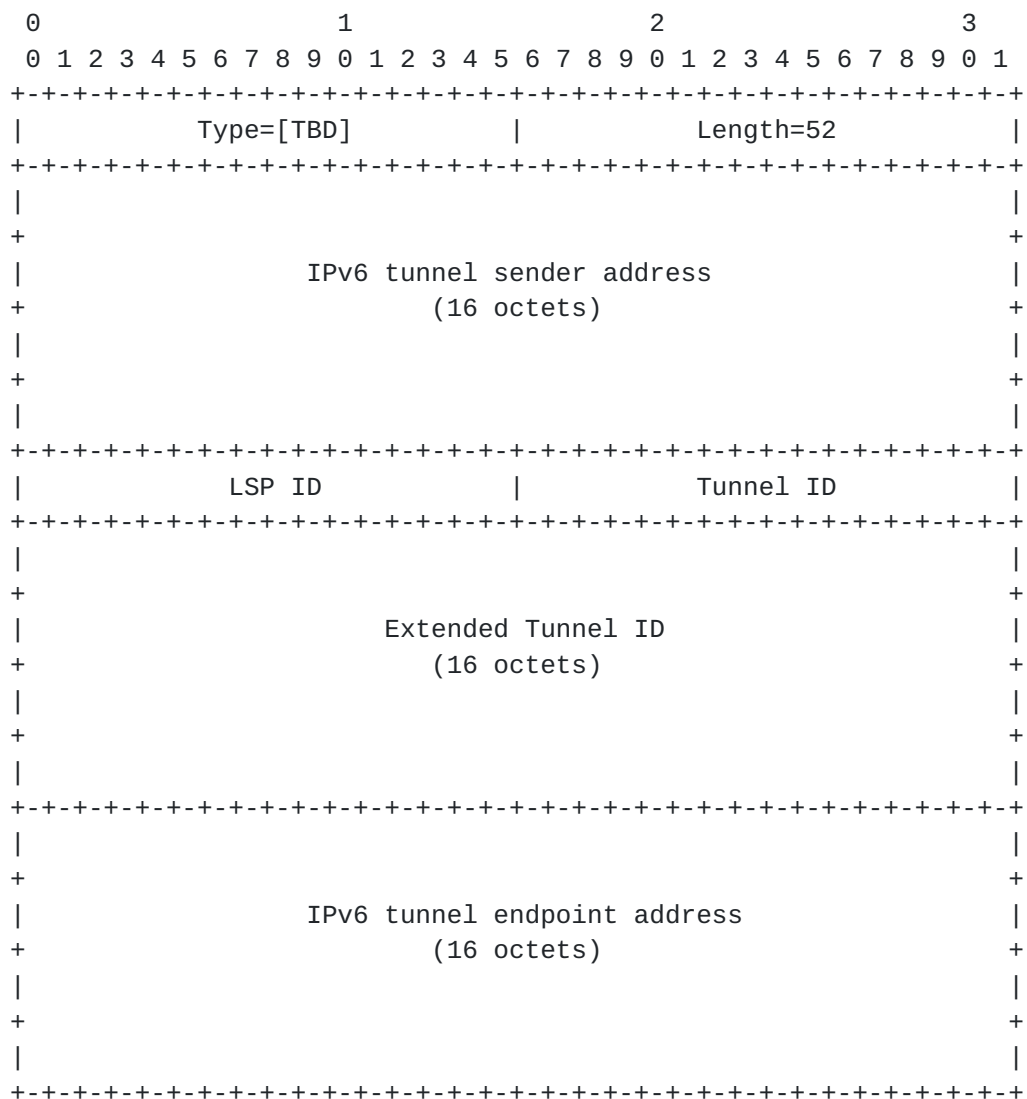 0                   1                   2                   3
 0 1 2 3 4 5 6 7 8 9 0 1 2 3 4 5 6 7 8 9 0 1 2 3 4 5 6 7 8 9 0 1
+-+-+-+-+-+-+-+-+-+-+-+-+-+-+-+-+-+-+-+-+-+-+-+-+-+-+-+-+-+-+-+-+
|           Type=[TBD]          |           Length=52           |
+-+-+-+-+-+-+-+-+-+-+-+-+-+-+-+-+-+-+-+-+-+-+-+-+-+-+-+-+-+-+-+-+
|                                                               |
+                                                               +
|                  IPv6 tunnel sender address                   |
+                          (16 octets)                          +
|                                                               |
+                                                               +
|                                                               |
+-+-+-+-+-+-+-+-+-+-+-+-+-+-+-+-+-+-+-+-+-+-+-+-+-+-+-+-+-+-+-+-+
|             LSP ID            |           Tunnel ID           |
+-+-+-+-+-+-+-+-+-+-+-+-+-+-+-+-+-+-+-+-+-+-+-+-+-+-+-+-+-+-+-+-+
|                                                               |
+                                                               +
|                       Extended Tunnel ID                      |
+                          (16 octets)                          +
|                                                               |
+                                                               +
|                                                               |
+-+-+-+-+-+-+-+-+-+-+-+-+-+-+-+-+-+-+-+-+-+-+-+-+-+-+-+-+-+-+-+-+
|                                                               |
+                                                               +
|                  IPv6 tunnel endpoint address                 |
+                          (16 octets)                          +
|                                                               |
+                                                               +
|                                                               |
+-+-+-+-+-+-+-+-+-+-+-+-+-+-+-+-+-+-+-+-+-+-+-+-+-+-+-+-+-+-+-+-+